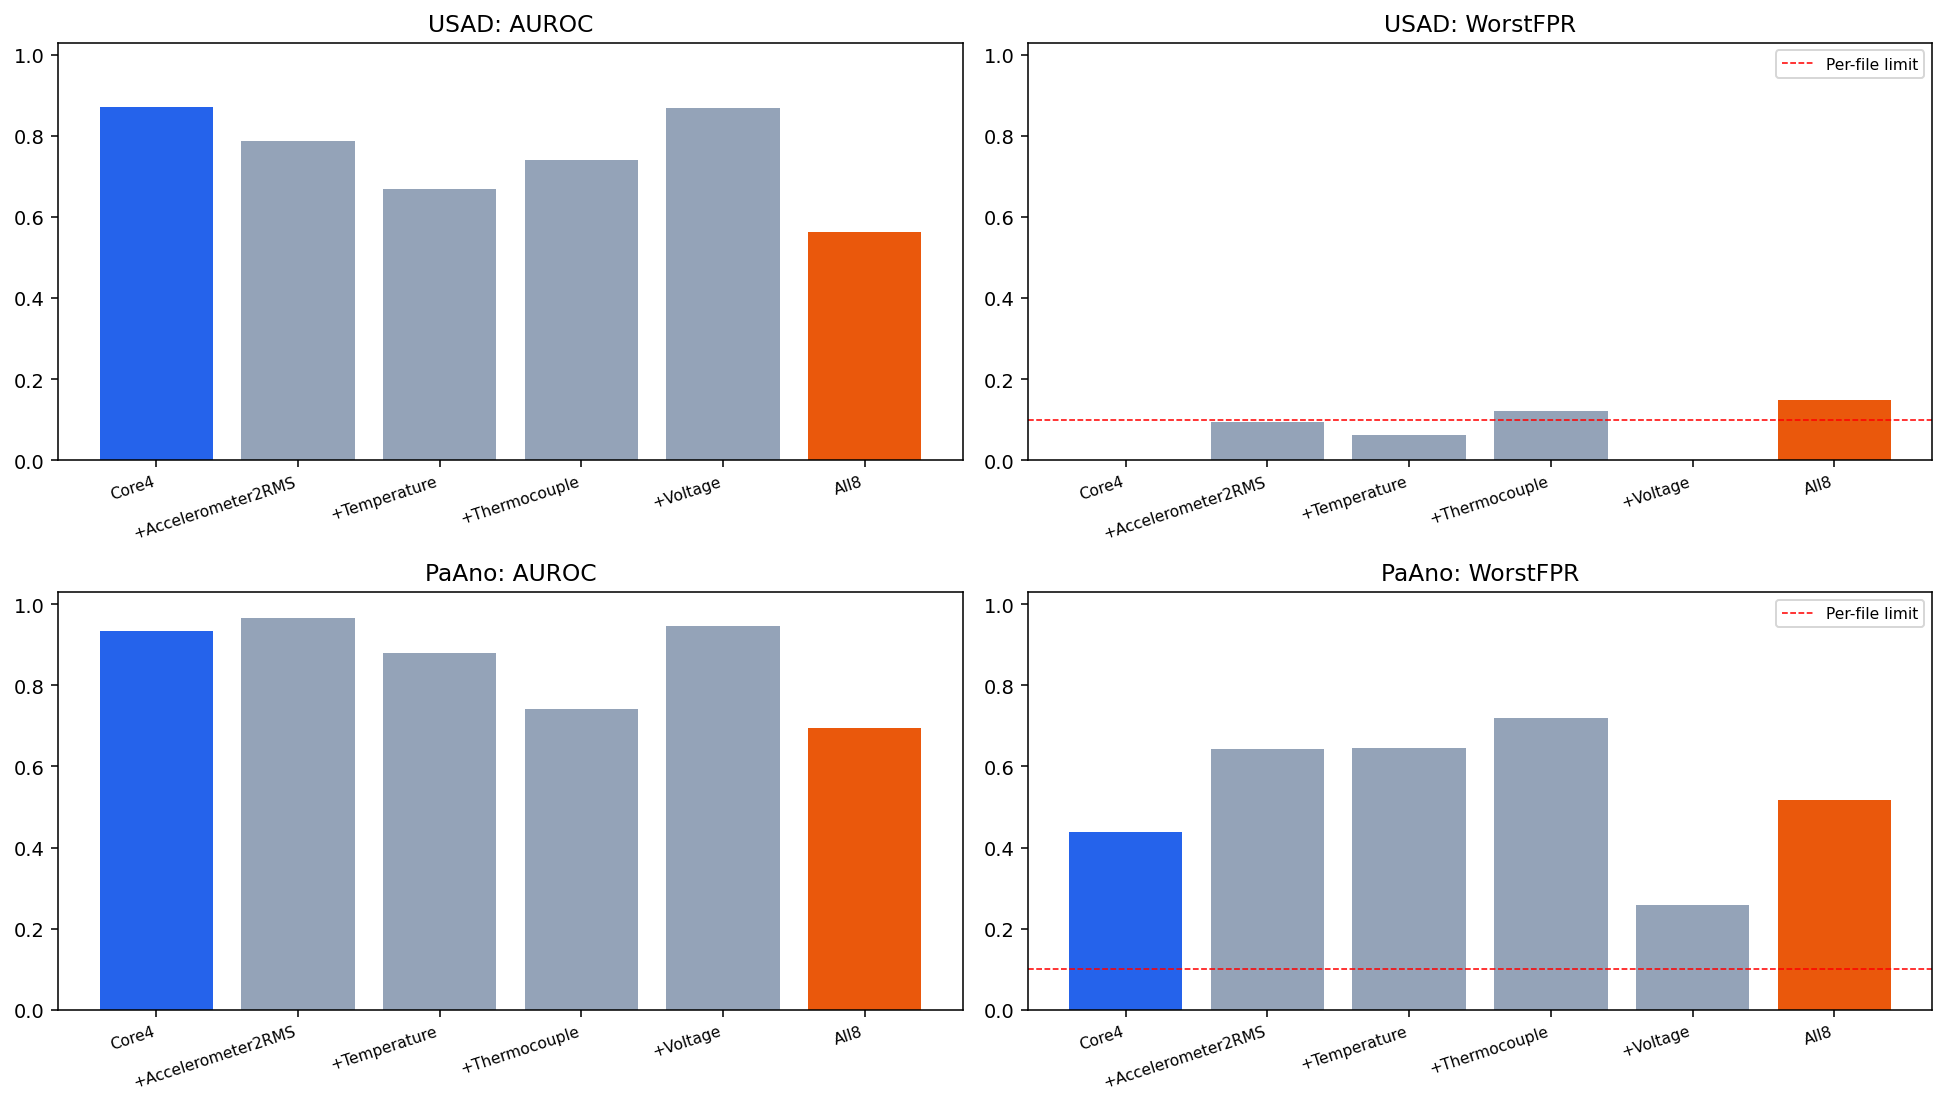 USAD: AUROC
1.0
0.8
0.6
0.4
0.2
0.0
Core4
+Accelerometer2RMS
+Temperature
+Thermocouple
+Voltage
All8
USAD: WorstFPR
Per-file limit
1.0
0.8
0.6
0.4
0.2
0.0
Core4
+Accelerometer2RMS
+Temperature
+Thermocouple
+Voltage
All8
PaAno: AUROC
1.0
0.8
0.6
0.4
0.2
0.0
Core4
+Accelerometer2RMS
+Temperature
+Thermocouple
+Voltage
All8
PaAno: WorstFPR
Per-file limit
1.0
0.8
0.6
0.4
0.2
0.0
Core4
+Accelerometer2RMS
+Temperature
+Thermocouple
+Voltage
All8